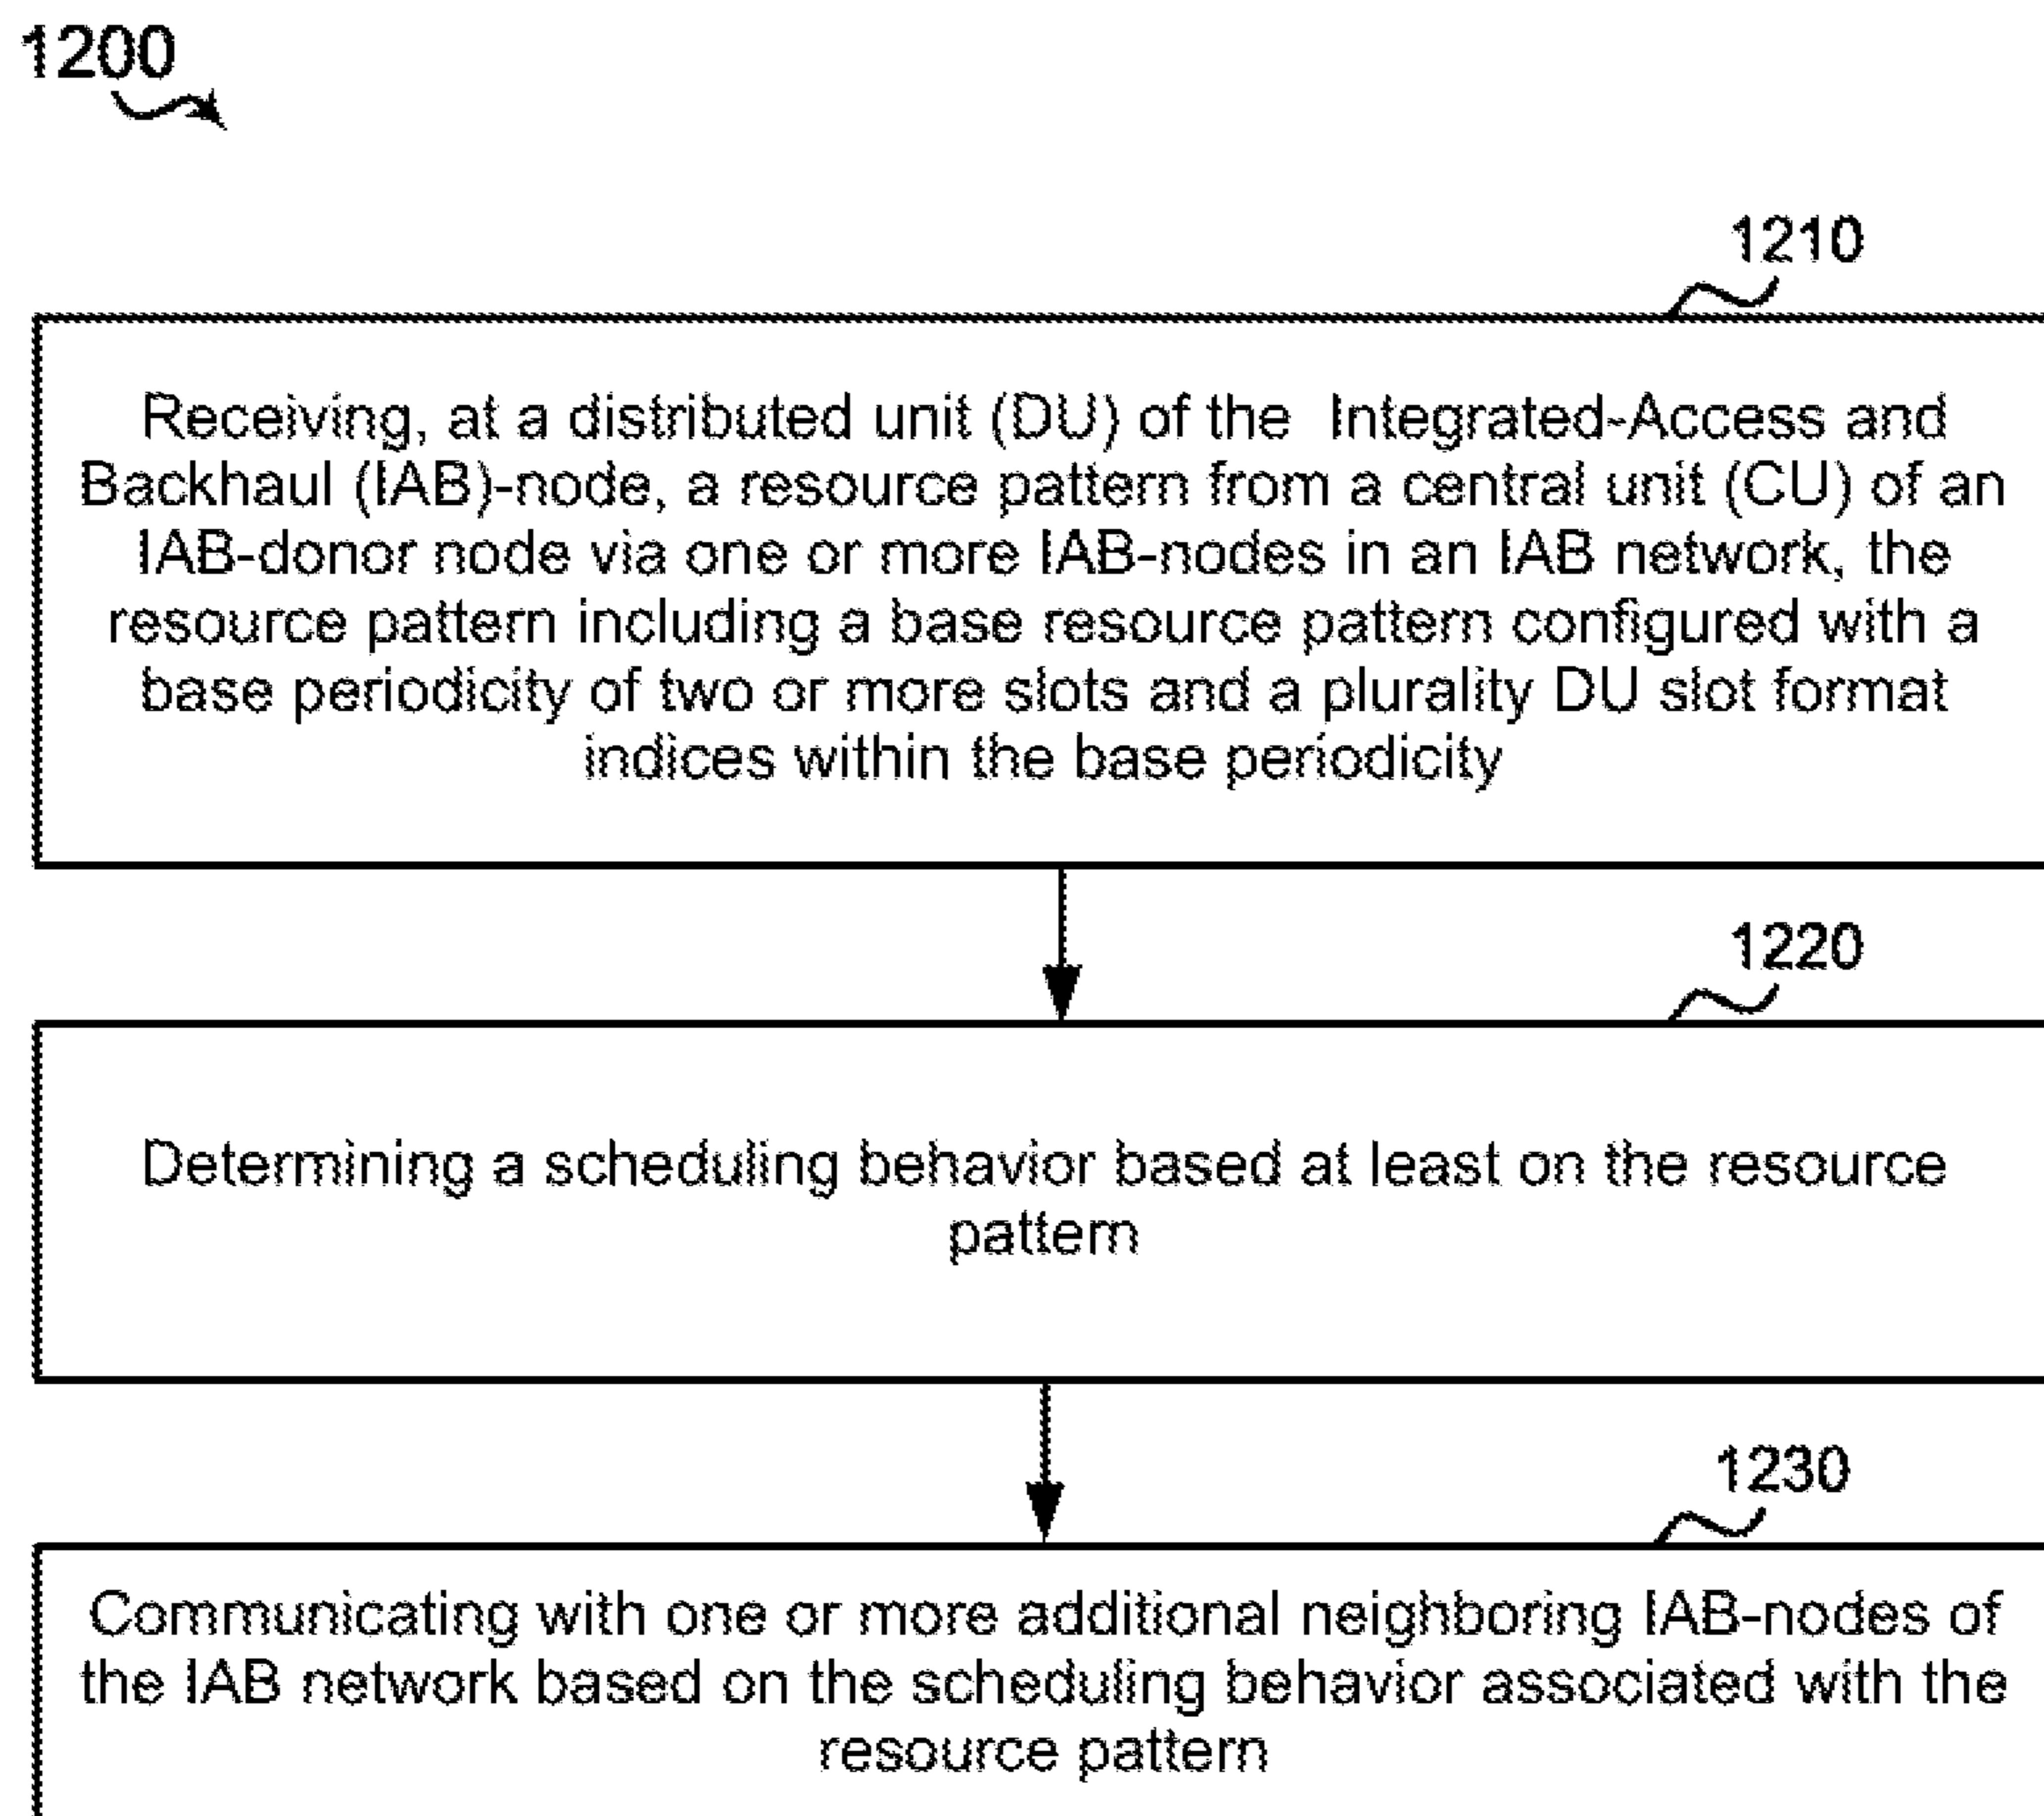 1200
1210
Receiving, at a distributed unit (DU) of the Integrated-Access and
Backhaul (IAB)-node, a resource pattern from a central unit (CU) of an
IAB-donor node via one or more IAB-nodes in an IAB network, the
resource pattern including a base resource pattern configured with a
base periodicity of two or more slots and a plurality DU slot format
indices within the base periodicity
1220
Determining a scheduling behavior based at least on the resource
pattern
1230
Communicating with one or more additional neighboring IAB-nodes of
the IAB network based on the scheduling behavior associated with the
resource pattern